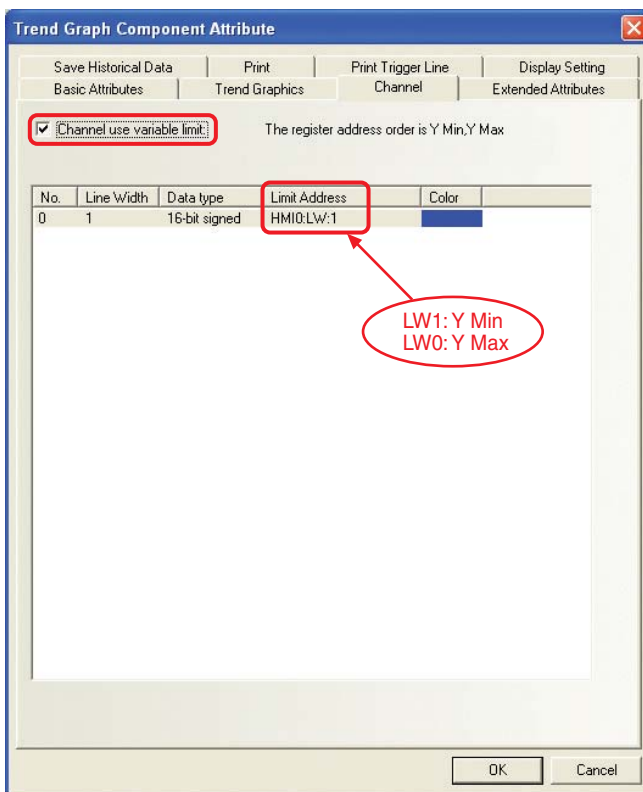 Trend Graph Component Attribute
Save Historical Data Print Print Trigger Line Display Setting
Basic Attributes Trend Graphics Channel Extended Attributes
Channel use variable limit: The register address order is Y Min,Y Max
No. Line Width Data type Limit Address Color
0 1 16-bit signed HMI0:LW:1
LW1: Y Min
LW0: Y Max
OK Cancel